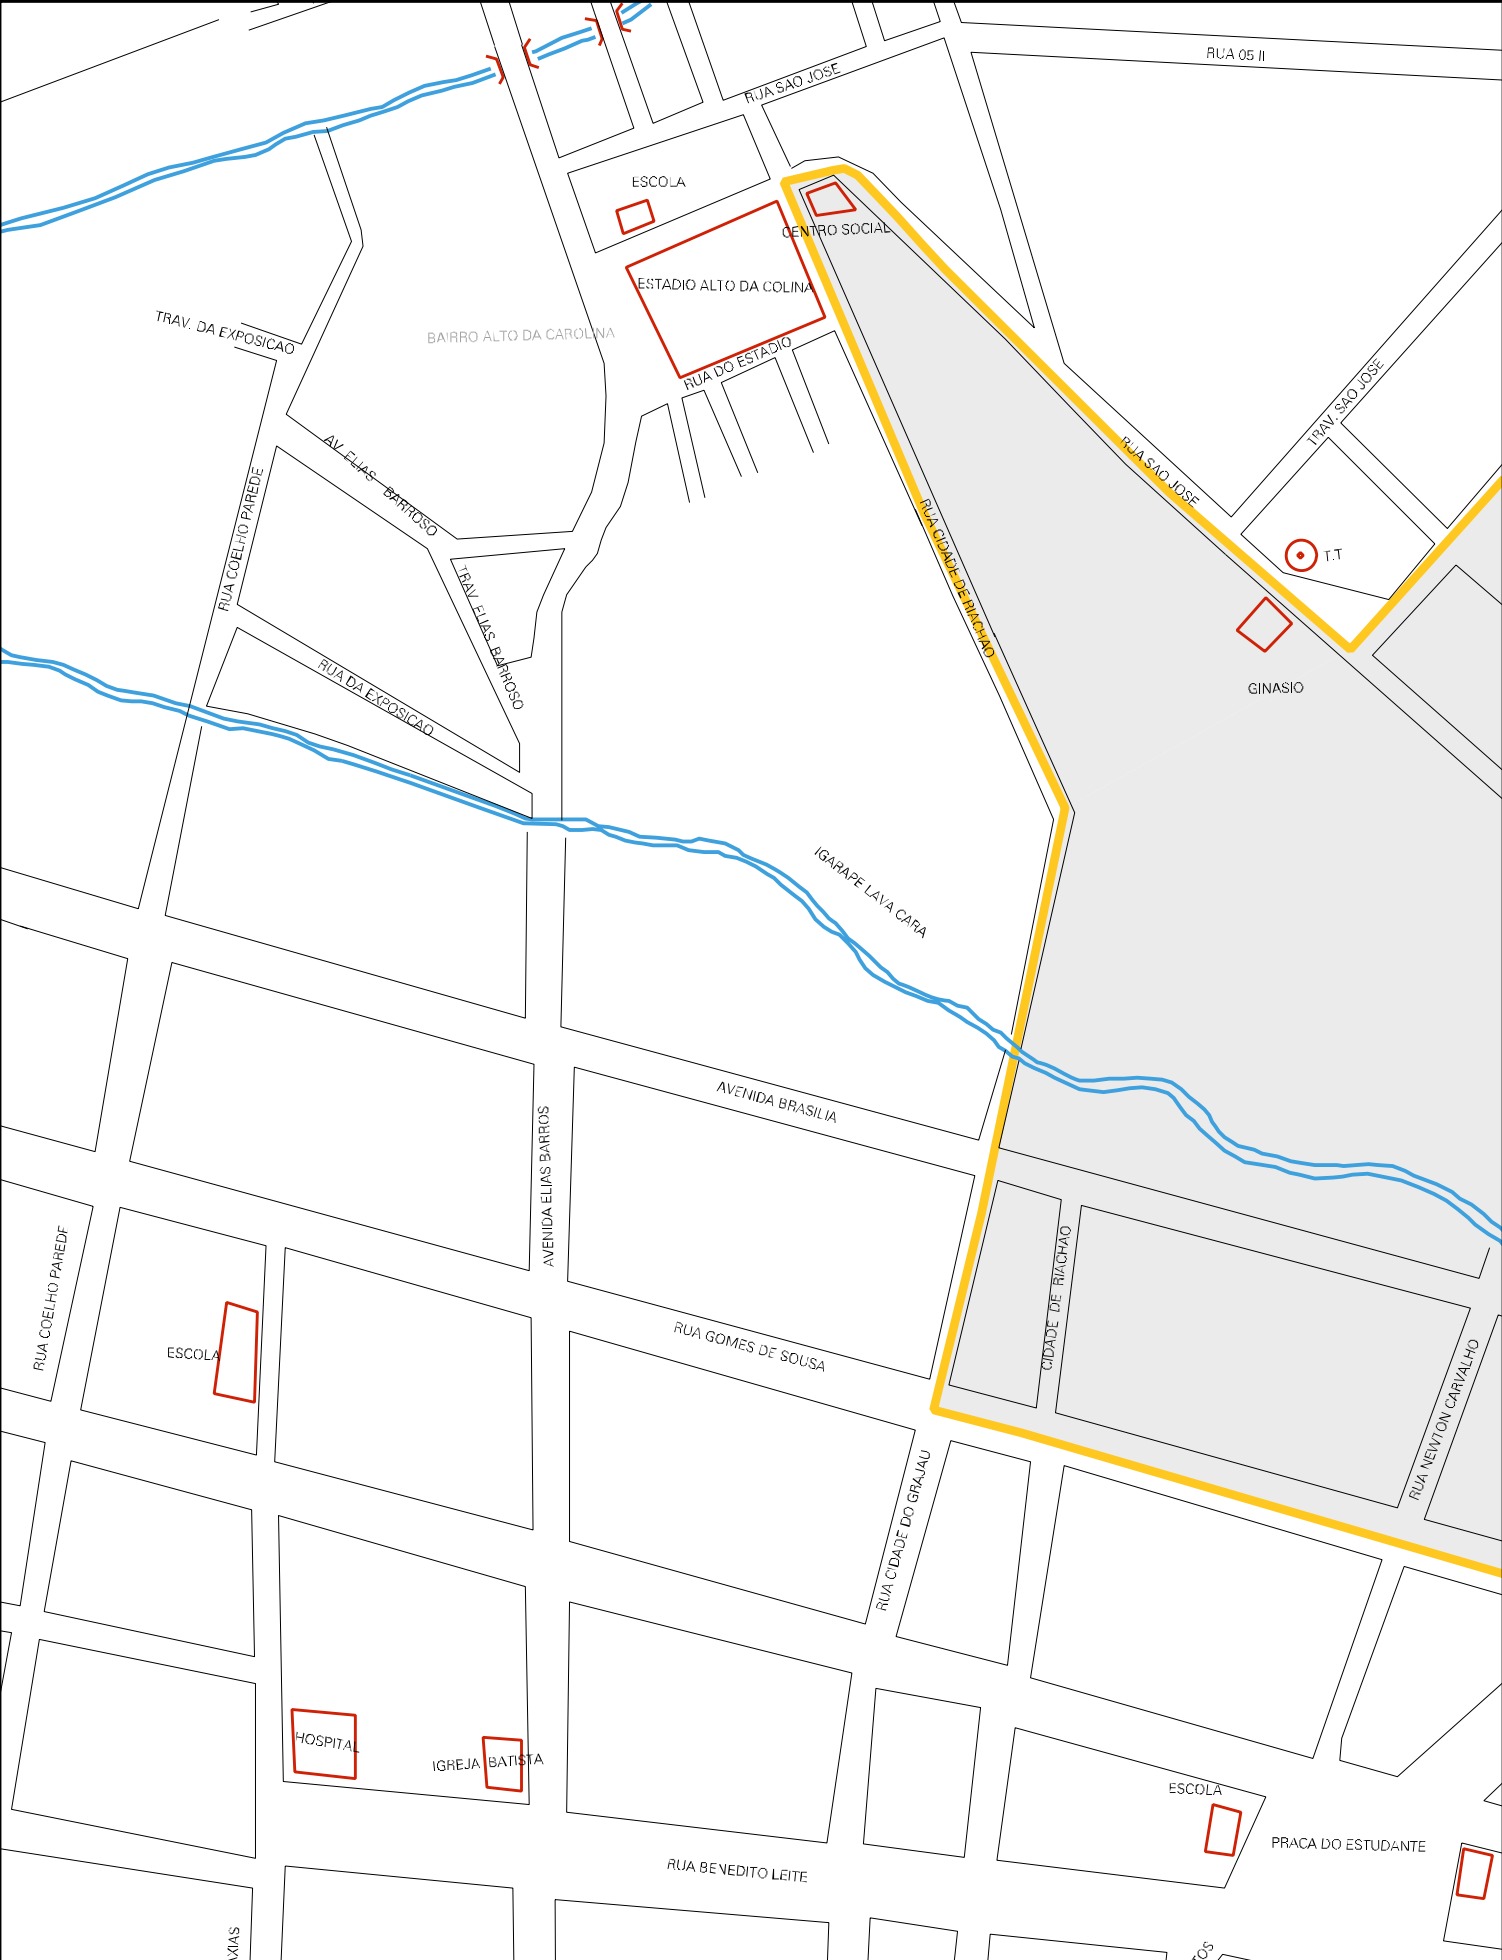 RUA 05 II
RUA SAO JOSE
ESCOLA
CENTRO SOCIAL
ESTADIO ALTO DA COLINA
TRAV. DA EXPOSICAO
BAIRRO ALTO DA CAROLINA
RUA DO ESTADIO
TRAV. SAO JOSE
AV. ELIAS BARROSO
RUA SAO JOSE
RUA COELHO PAREDE
RUA CIDADE DE RIACHAO
T.T
TRAV. ELIAS BARROSO
RUA DA EXPOSICAO
GINASIO
IGARAPE LAVA CARA
AVENIDA BRASILIA
AVENIDA ELIAS BARROS
RUA COELHO PAREDE
CIDADE DE RIACHAO
ESCOLA
RUA GOMES DE SOUSA
RUA NEWTON CARVALHO
RUA CIDADE DO GRAJAU
HOSPITAL
IGREJA BATISTA
ESCOLA
PRACA DO ESTUDANTE
RUA BENEDITO LEITE